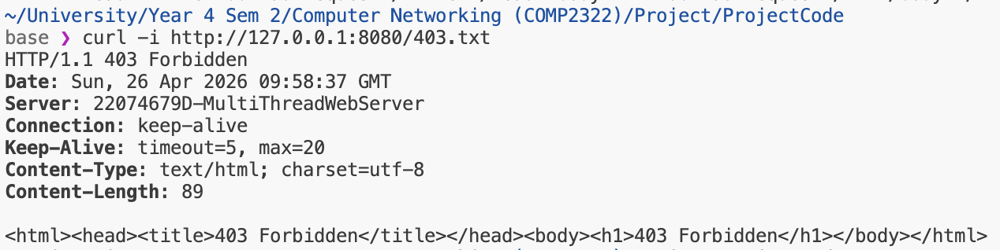 ~/University/Year 4 Sem 2/Computer Networking (COMP2322)/Project/ProjectCode
base ❯ curl -i http://127.0.0.1:8080/403.txt
HTTP/1.1 403 Forbidden
Date: Sun, 26 Apr 2026 09:58:37 GMT
Server: 22074679D-MultiThreadWebServer
Connection: keep-alive
Keep-Alive: timeout=5, max=20
Content-Type: text/html; charset=utf-8
Content-Length: 89
<html><head><title>403 Forbidden</title></head><body><h1>403 Forbidden</h1></body></html>